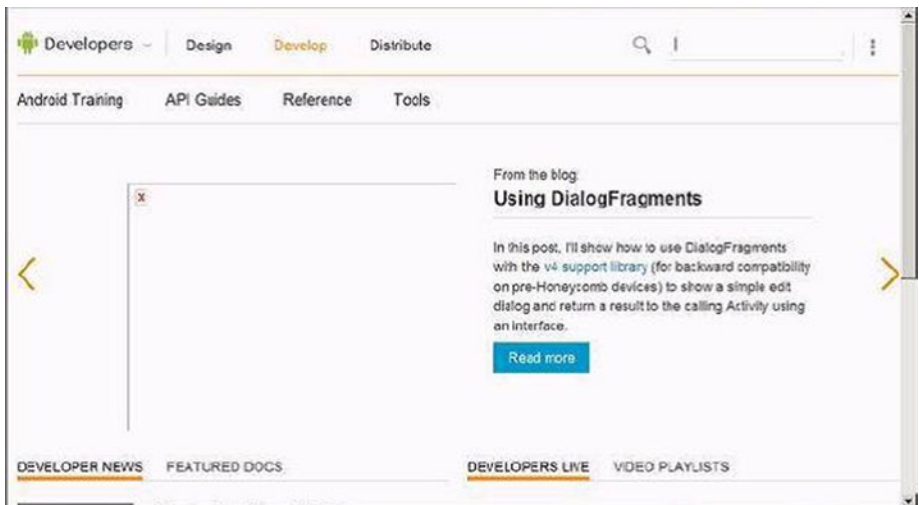 Developers Design Develop Distribute
Android Training API Guides Reference Tools
From the blog:
Using DialogFragments
In this post, I'll show how to use DialogFragments
with the v4 support library (for backward compatibility
on pre-Honeycomb devices) to show a simple edit
dialog and return a result to the calling Activity using
an interface.
Read more
DEVELOPER NEWS FEATURED DOCS
DEVELOPERS LIVE VIDEO PLAYLISTS